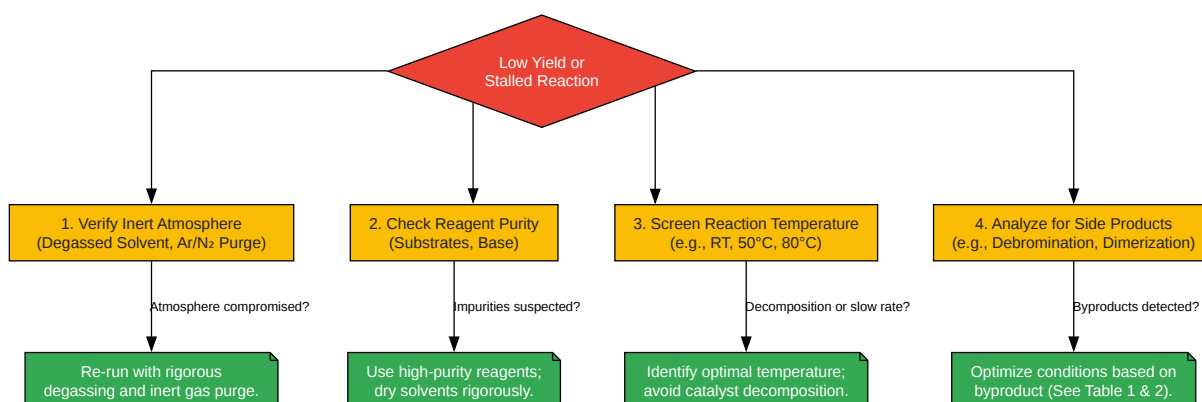 Low Yield or
Stalled Reaction
1. Verify Inert Atmosphere
(Degassed Solvent, Ar/N₂ Purge)
2. Check Reagent Purity
(Substrates, Base)
3. Screen Reaction Temperature
(e.g., RT, 50°C, 80°C)
4. Analyze for Side Products
(e.g., Debromination, Dimerization)
Atmosphere compromised?
Impurities suspected?
Decomposition or slow rate?
Byproducts detected?
Re-run with rigorous
degassing and inert gas purge.
Use high-purity reagents;
dry solvents rigorously.
Identify optimal temperature;
avoid catalyst decomposition.
Optimize conditions based on
byproduct (See Table 1 & 2).